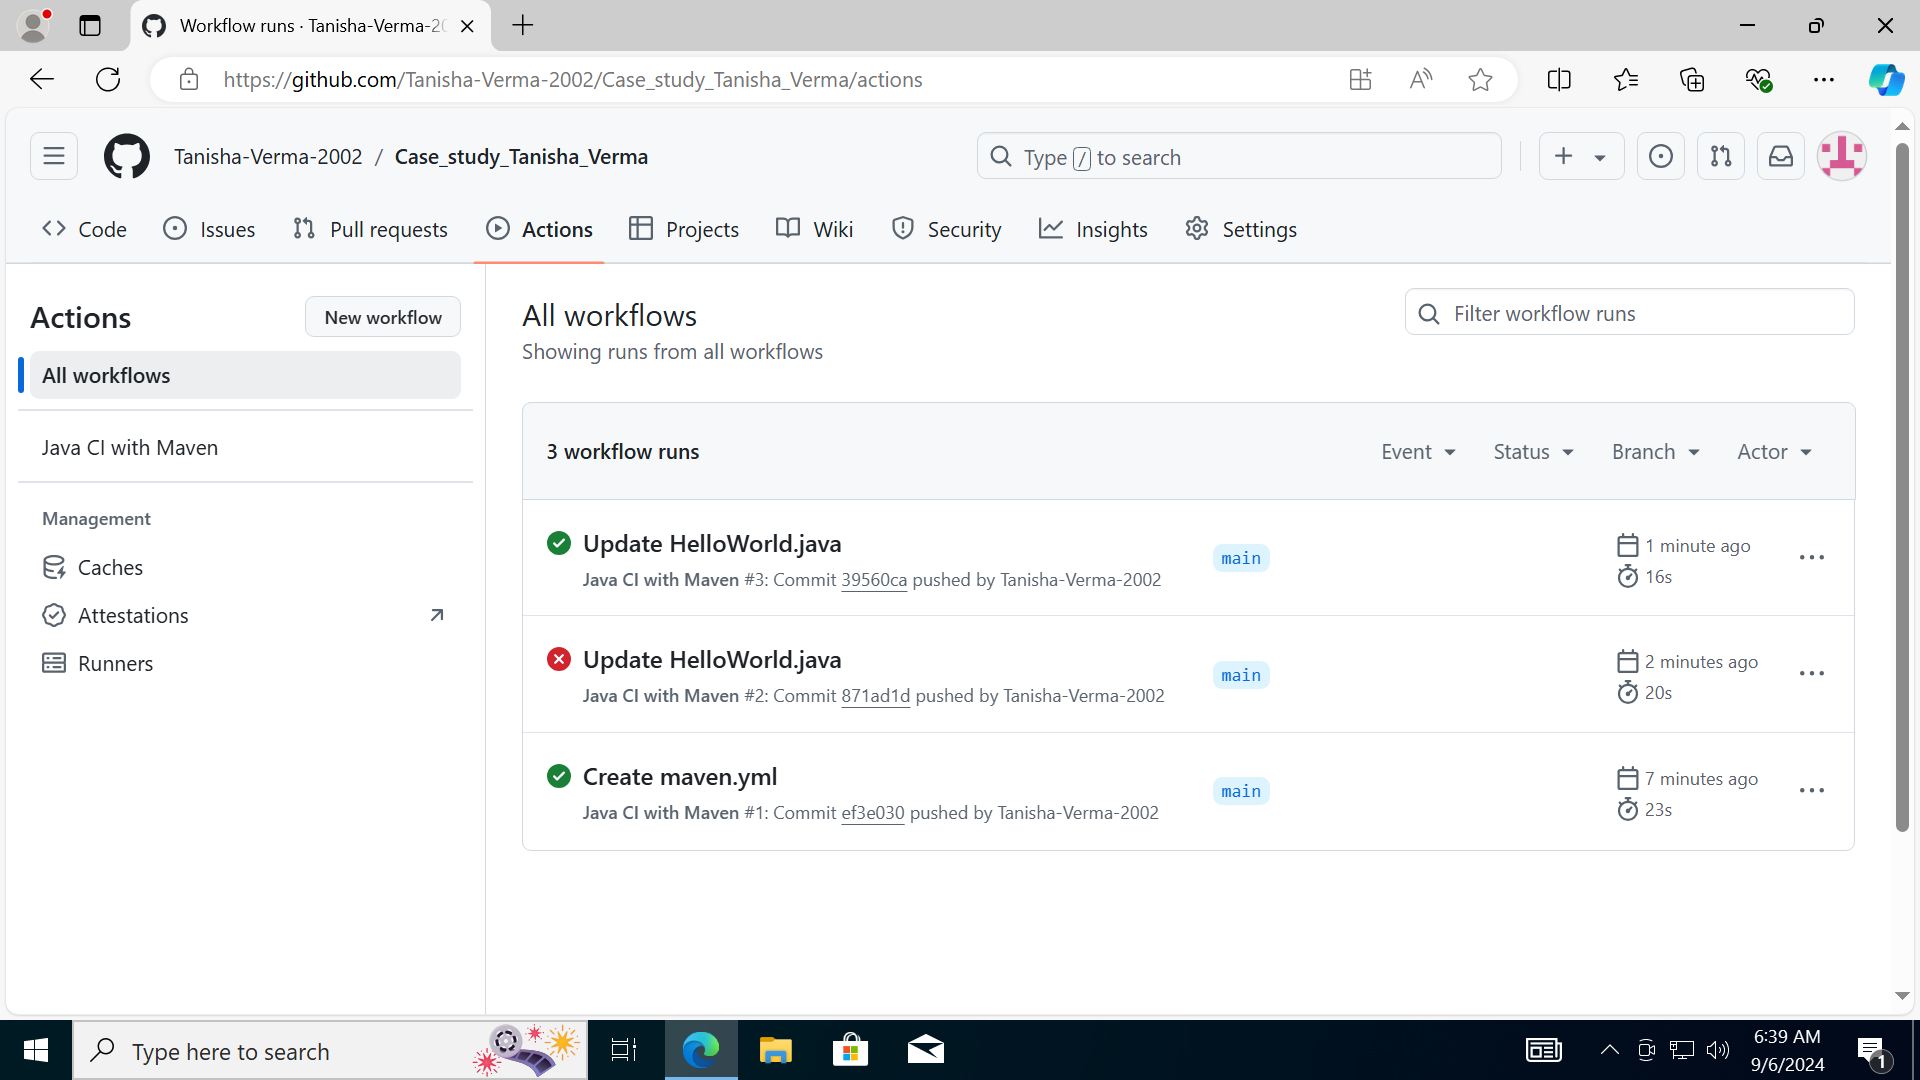 Workflow runs · Tanisha-Verma-20
https://github.com/Tanisha-Verma-2002/Case_study_Tanisha_Verma/actions
Tanisha-Verma-2002 / Case_study_Tanisha_Verma
Type / to search
Code Issues Pull requests Actions Projects Wiki Security Insights Settings
Actions
New workflow
All workflows
Java CI with Maven
Management
Caches
Attestations
Runners
All workflows
Showing runs from all workflows
Filter workflow runs
3 workflow runs
Event Status Branch Actor
Update HelloWorld.java
Java CI with Maven #3: Commit 39560ca pushed by Tanisha-Verma-2002
main
1 minute ago
16s
Update HelloWorld.java
Java CI with Maven #2: Commit 871ad1d pushed by Tanisha-Verma-2002
main
2 minutes ago
20s
Create maven.yml
Java CI with Maven #1: Commit ef3e030 pushed by Tanisha-Verma-2002
main
7 minutes ago
23s
Type here to search
6:39 AM
9/6/2024
1